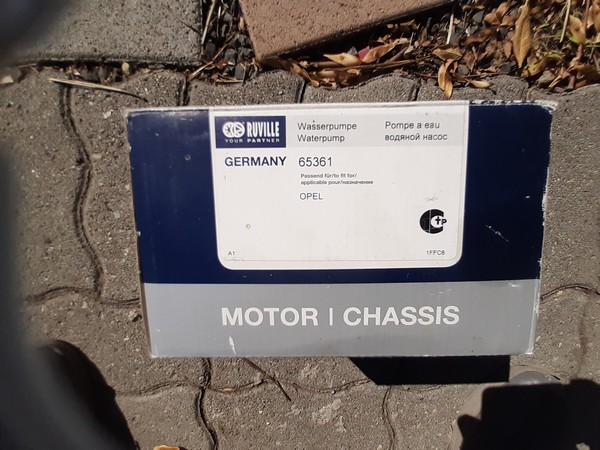 RUVILLE
YOUR PARTNER
Wasserpumpe
Waterpump
Pompe a eau
водяной насос
GERMANY 65361
Passend für/to fit for/
applicable pour/назначение
OPEL
A1
1FFC6
MOTOR | CHASSIS